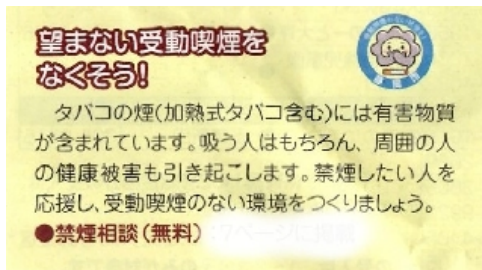 望まない受動喫煙を
なくそう!
タバコの煙(加熱式タバコ含む)には有害物質
が含まれています。吸う人はもちろん、周囲の人
の健康被害も引き起こします。禁煙したい人を
応援し、受動喫煙のない環境をつくりましょう。
●禁煙相談(無料)